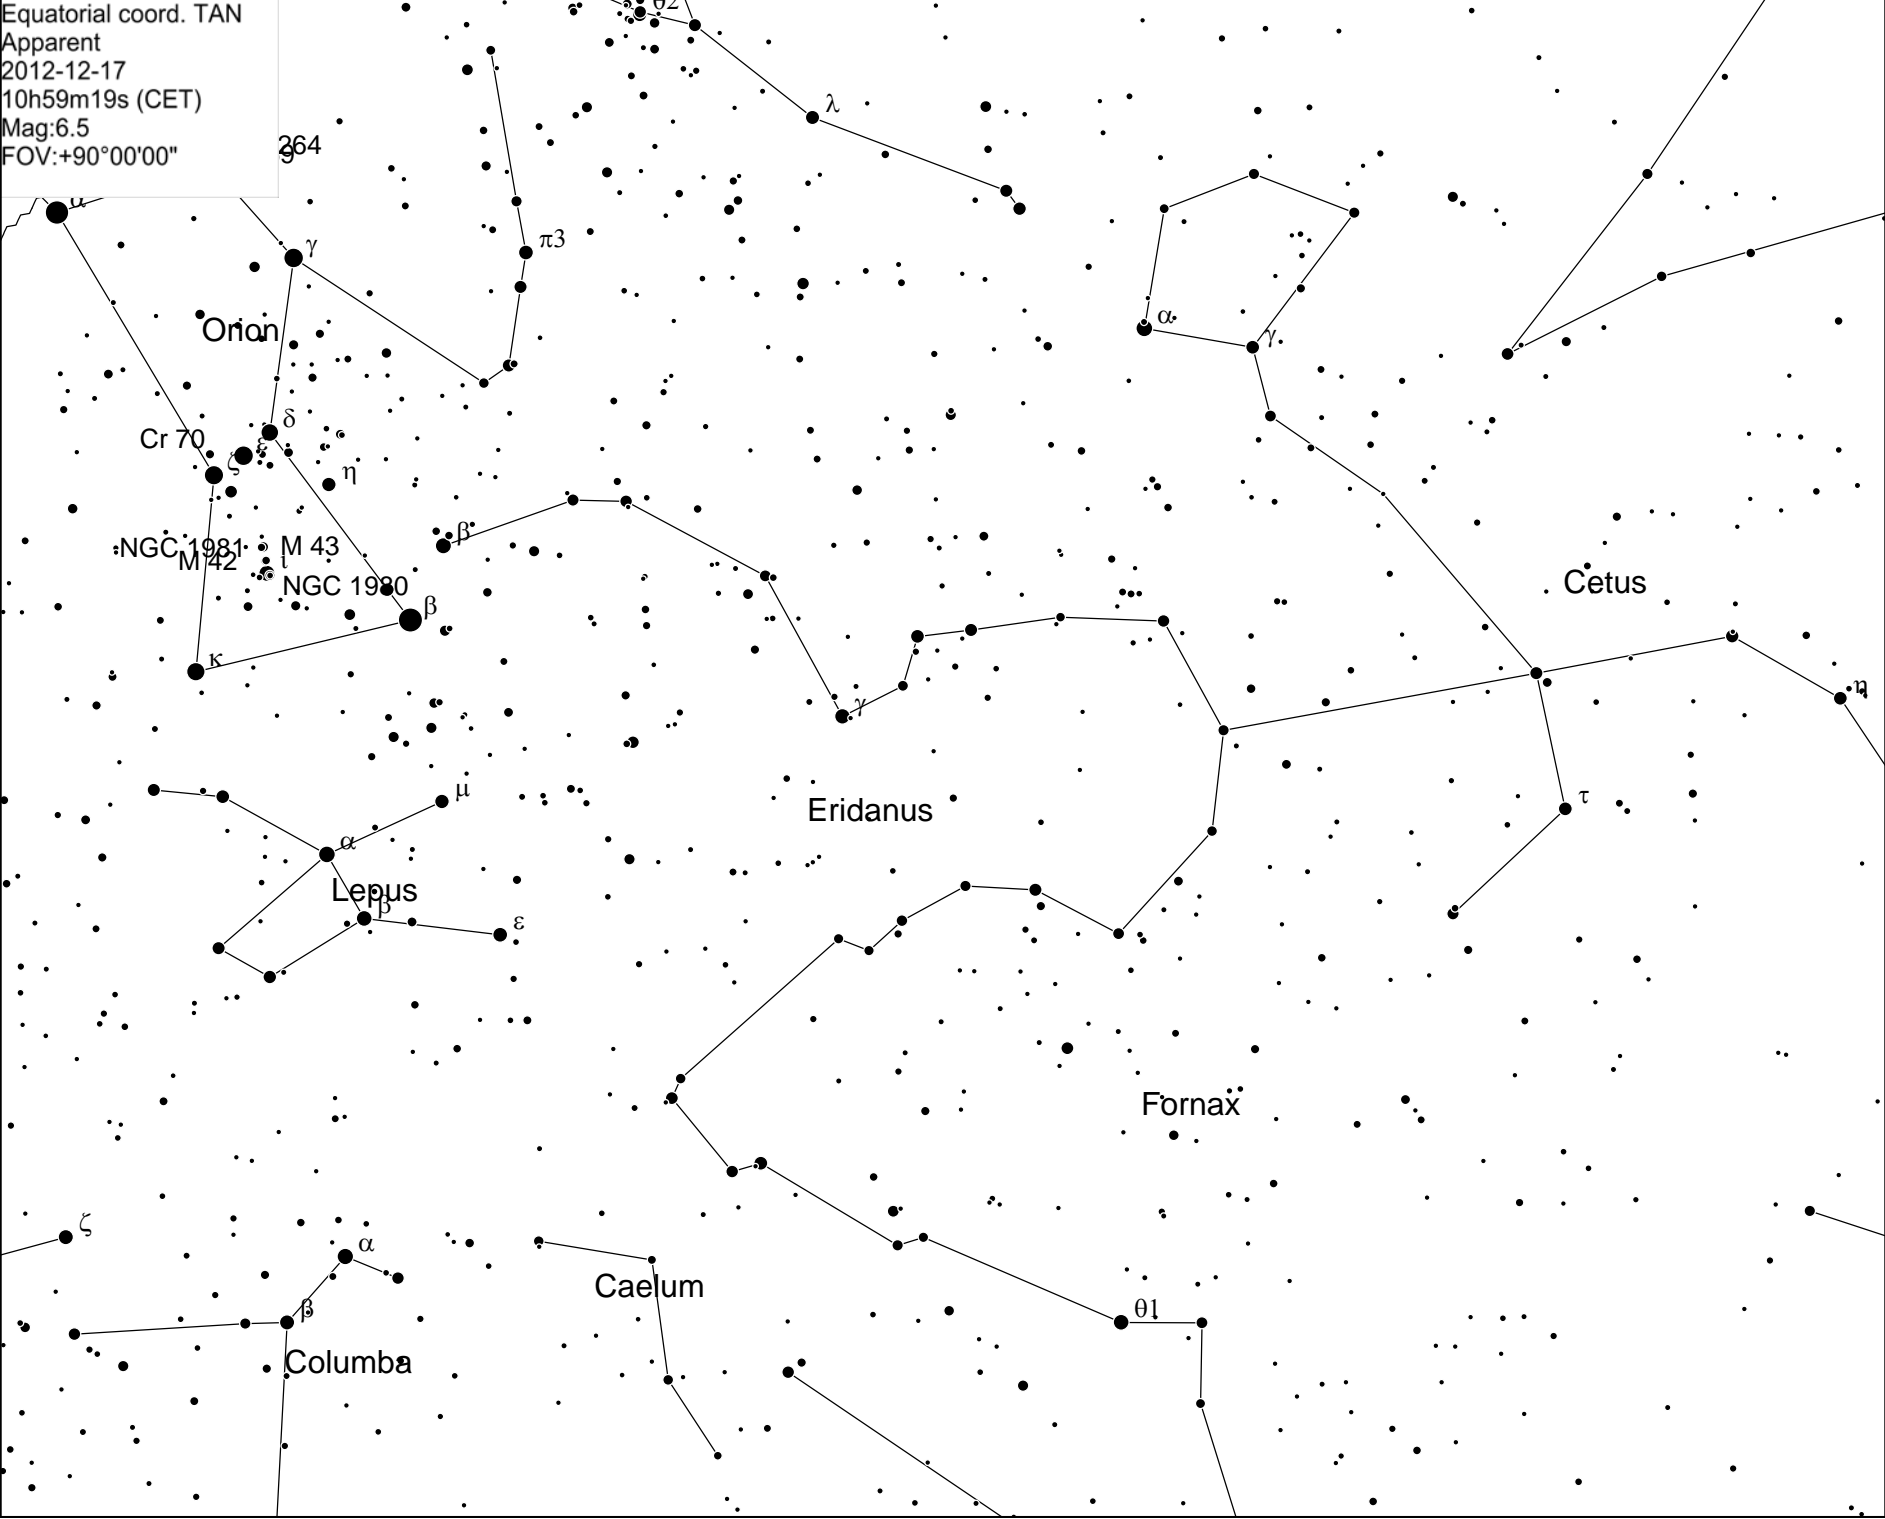 Equatorial coord. TAN
Apparent
2012-12-17
10h59m19s (CET)
Mag:6.5
FOV:+90°00'00"
θ2
λ
264
9
α
γ
π3
Orion
α
γ
δ
Cr 70
ε
ζ
η
β
NGC 1981
M 43
M 42
ι
NGC 1980
Cetus
β
κ
η
γ
μ
τ
Eridanus
α
Lepus
β
ε
Fornax
ζ
α
Caelum
β
θ1
Columba